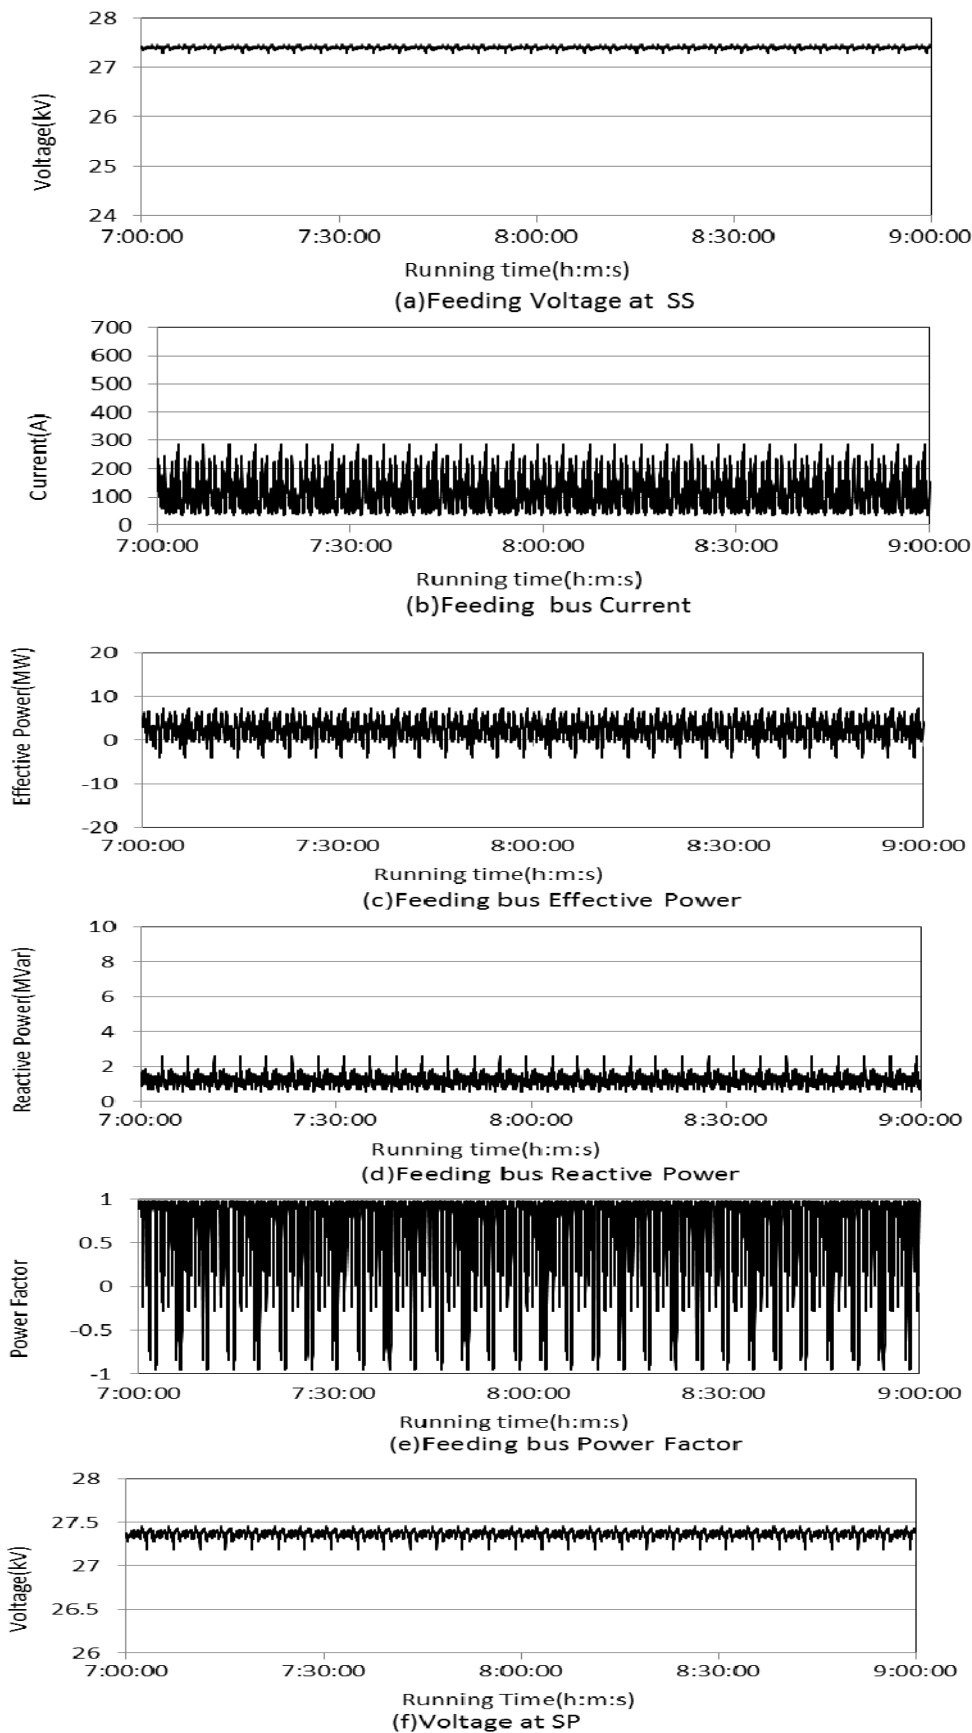 28
27
26
25
24
Voltage(kV)
7:00:00 7:30:00 8:00:00 8:30:00 9:00:00
Running time(h:m:s)
(a)Feeding Voltage at SS
700
600
500
400
300
200
100
0
Current(A)
7:00:00 7:30:00 8:00:00 8:30:00 9:00:00
Running time(h:m:s)
(b)Feeding bus Current
20
10
0
-10
-20
Effective Power(MW)
7:00:00 7:30:00 8:00:00 8:30:00 9:00:00
Running time(h:m:s)
(c)Feeding bus Effective Power
10
8
6
4
2
0
Reactive Power(MVar)
7:00:00 7:30:00 8:00:00 8:30:00 9:00:00
Running time(h:m:s)
(d)Feeding bus Reactive Power
1
0.5
0
-0.5
-1
Power Factor
7:00:00 7:30:00 8:00:00 8:30:00 9:00:00
Running time(h:m:s)
(e)Feeding bus Power Factor
28
27.5
27
26.5
26
Voltage(kV)
7:00:00 7:30:00 8:00:00 8:30:00 9:00:00
Running Time(h:m:s)
(f)Voltage at SP